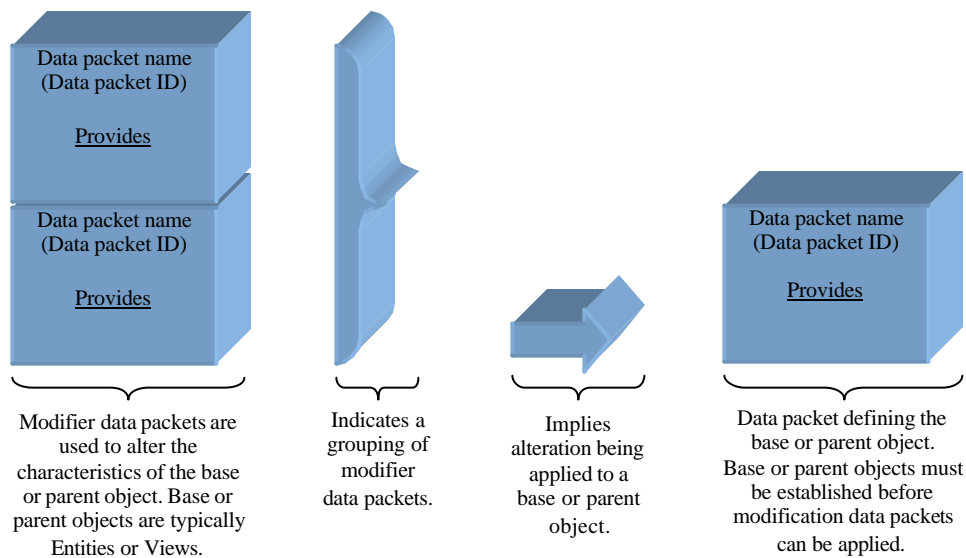 Data packet name
(Data packet ID)
Provides
Data packet name
(Data packet ID)
Provides
Data packet name
(Data packet ID)
Provides
Modifier data packets are
used to alter the
characteristics of the base
or parent object. Base or
parent objects are typically
Entities or Views.
Indicates a
grouping of
modifier
data packets.
Implies
alteration being
applied to a
base or parent
object.
Data packet defining the
base or parent object.
Base or parent objects must
be established before
modification data packets
can be applied.